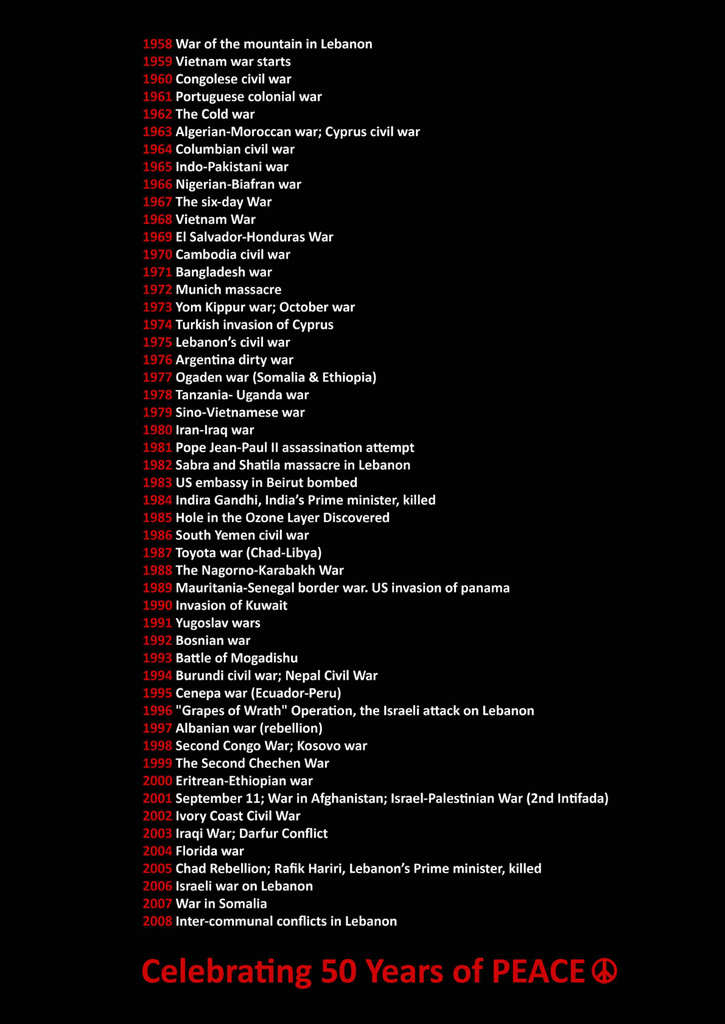 1958 War of the mountain in Lebanon
1959 Vietnam war starts
1960 Congolese civil war
1961 Portuguese colonial war
1962 The Cold war
1963 Algerian-Moroccan war; Cyprus civil war
1964 Columbian civil war
1965 Indo-Pakistani war
1966 Nigerian-Biafran war
1967 The six-day War
1968 Vietnam War
1969 El Salvador-Honduras War
1970 Cambodia civil war
1971 Bangladesh war
1972 Munich massacre
1973 Yom Kippur war; October war
1974 Turkish invasion of Cyprus
1975 Lebanon's civil war
1976 Argentina dirty war
1977 Ogaden war (Somalia & Ethiopia)
1978 Tanzania- Uganda war
1979 Sino-Vietnamese war
1980 Iran-Iraq war
1981 Pope Jean-Paul II assassination attempt
1982 Sabra and Shatila massacre in Lebanon
1983 US embassy in Beirut bombed
1984 Indira Gandhi, India's Prime minister, killed
1985 Hole in the Ozone Layer Discovered
1986 South Yemen civil war
1987 Toyota war (Chad-Libya)
1988 The Nagorno-Karabakh War
1989 Mauritania-Senegal border war. US invasion of panama
1990 Invasion of Kuwait
1991 Yugoslav wars
1992 Bosnian war
1993 Battle of Mogadishu
1994 Burundi civil war; Nepal Civil War
1995 Cenepa war (Ecuador-Peru)
1996 "Grapes of Wrath" Operation, the Israeli attack on Lebanon
1997 Albanian war (rebellion)
1998 Second Congo War; Kosovo war
1999 The Second Chechen War
2000 Eritrean-Ethiopian war
2001 September 11; War in Afghanistan; Israel-Palestinian War (2nd Intifada)
2002 Ivory Coast Civil War
2003 Iraqi War; Darfur Conflict
2004 Florida war
2005 Chad Rebellion; Rafik Hariri, Lebanon's Prime minister, killed
2006 Israeli war on Lebanon
2007 War in Somalia
2008 Inter-communal conflicts in Lebanon
Celebrating 50 Years of PEACE